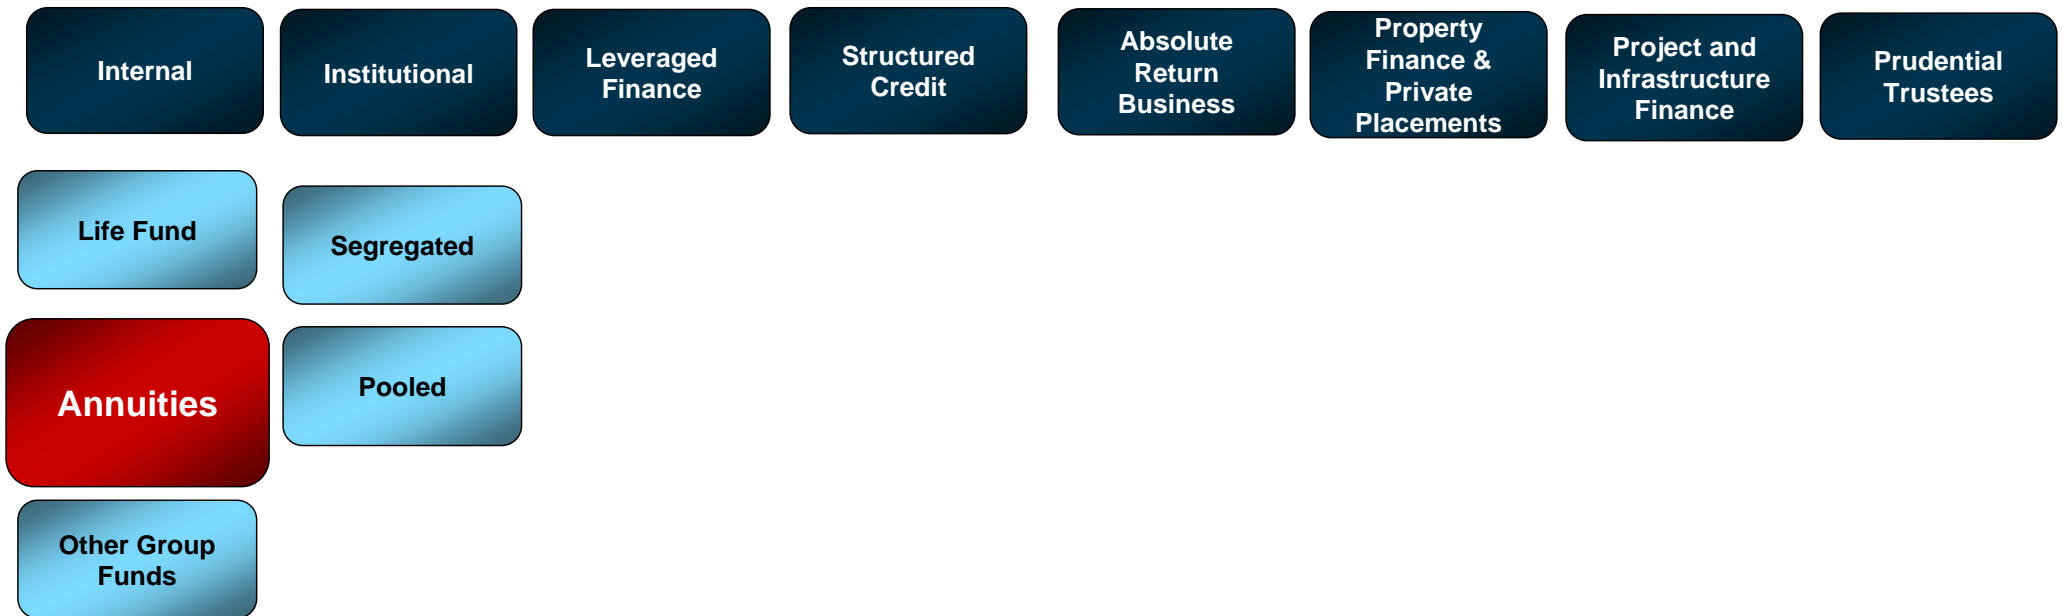 Internal
Institutional
Leveraged
Finance
Structured
Credit
Absolute
Return
Business
Property
Finance &
Private
Placements
Project and
Infrastructure
Finance
Prudential
Trustees
Life Fund
Segregated
Annuities
Pooled
Other Group
Funds